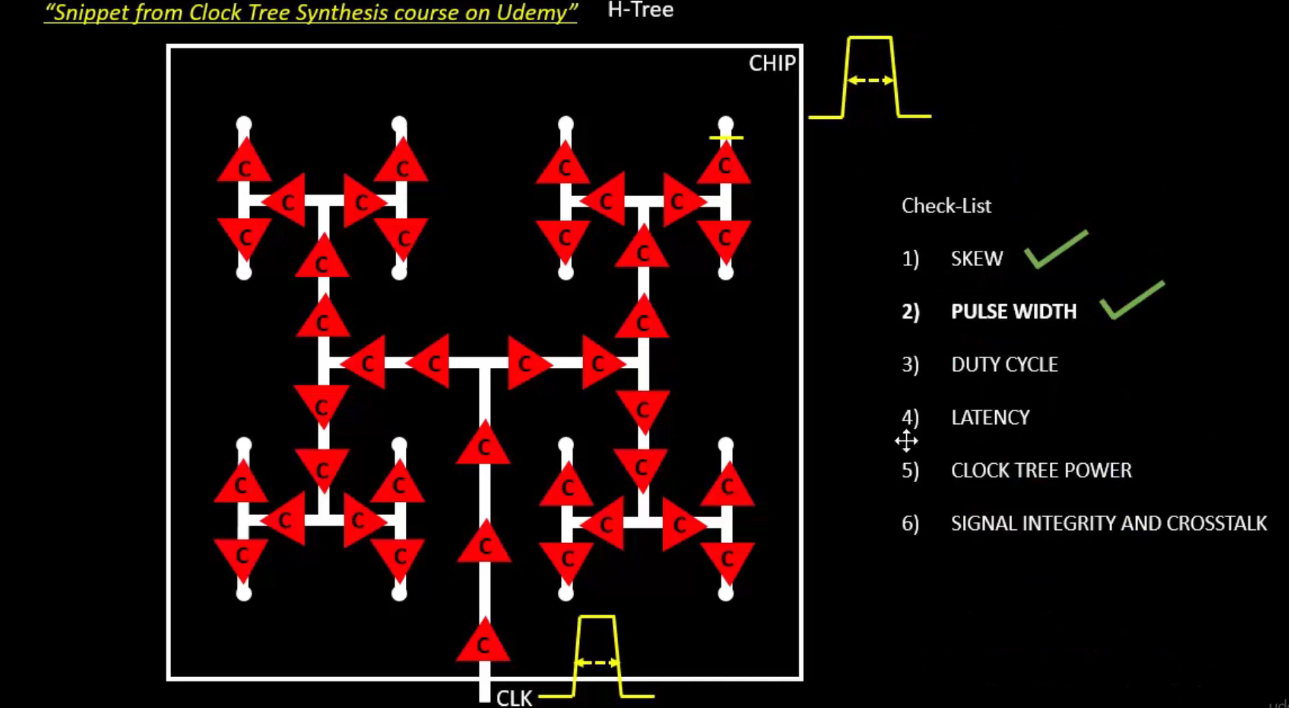 “Snippet from Clock Tree Synthesis course on Udemy” H-Tree
CHIP
C C C C
C C C C
C C C C
C C
C C
C C C C
C C
C
C C
C C C C
C C C C
C
C C C C
C
CLK
Check-List
1) SKEW
2) PULSE WIDTH
3) DUTY CYCLE
4) LATENCY
5) CLOCK TREE POWER
6) SIGNAL INTEGRITY AND CROSSTALK